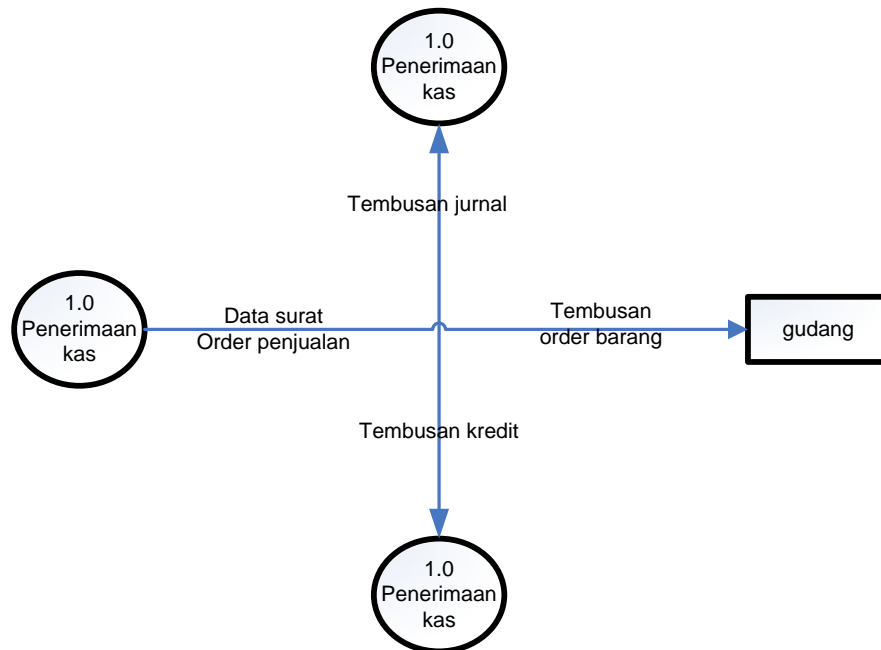 1.0
Penerimaan
kas
Tembusan jurnal
1.0
Penerimaan
kas
Data surat
Order penjualan
Tembusan
order barang
gudang
Tembusan kredit
1.0
Penerimaan
kas